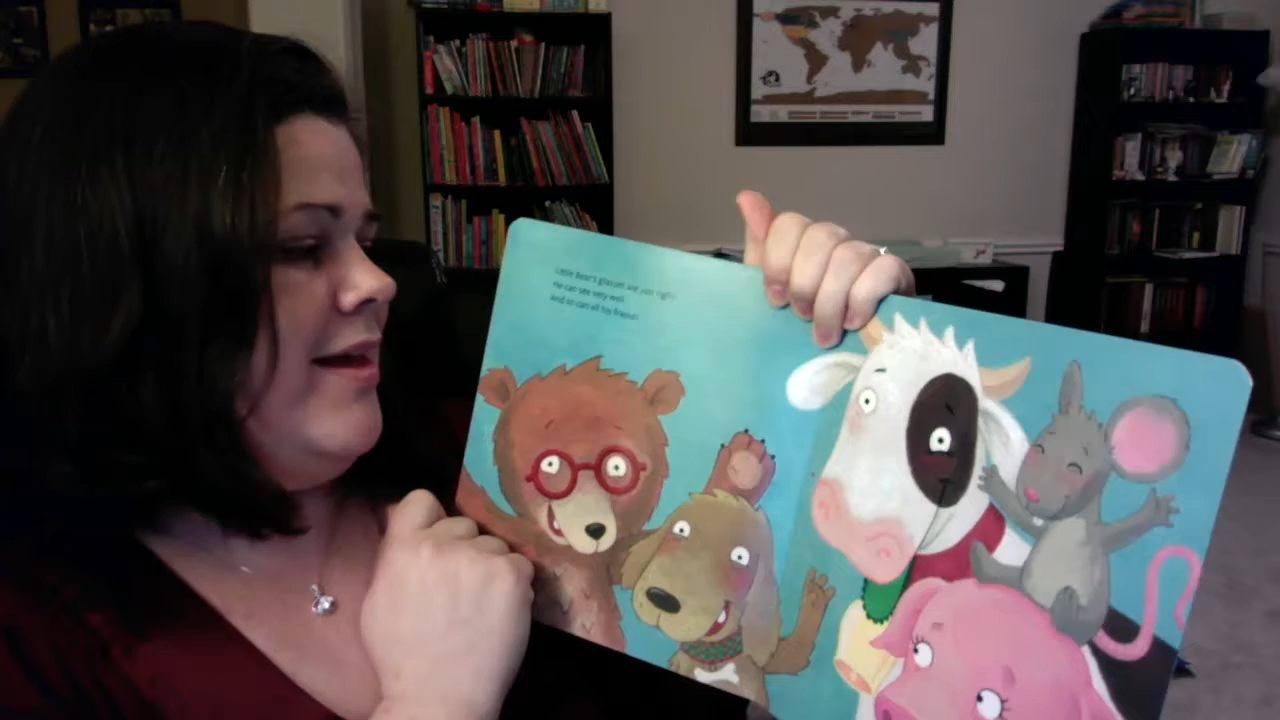 Little Bear's glasses are just right!
He can see very well.
And so can all his friends.